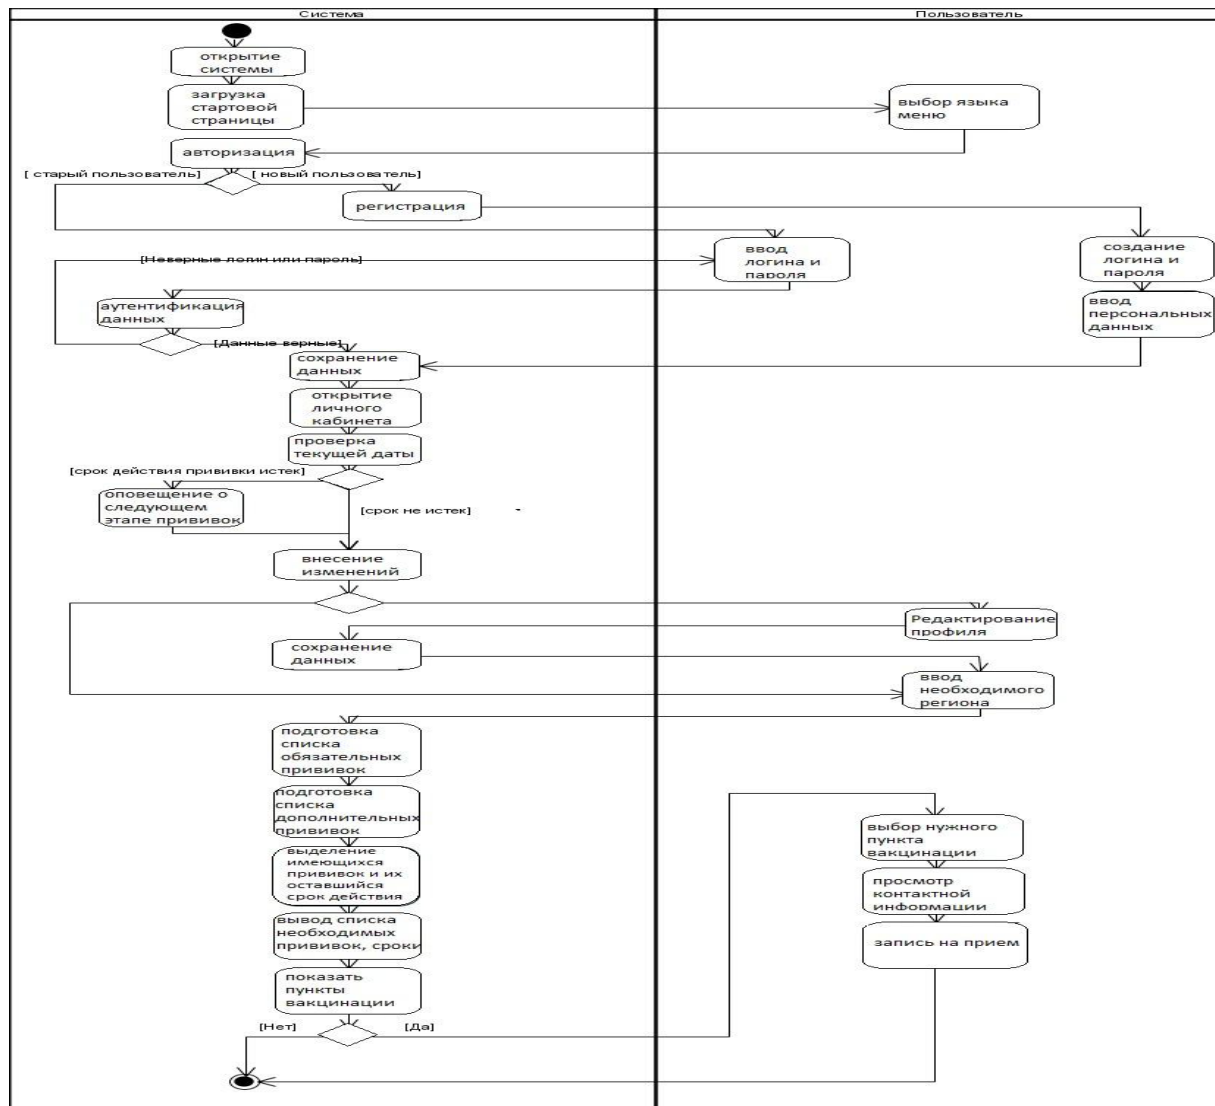 Система
Пользователь
открытие
системы
загрузка
стартовой
страницы
выбор языка
меню
авторизация
[ старый пользователь]
[ новый пользователь]
регистрация
ввод
логина и
пароля
создание
логина и
пароля
[Неверные логин или пароль]
аутентификация
данных
ввод
персональных
данных
[Данные верные]
сохранение
данных
открытие
личного
кабинета
проверка
текущей даты
[срок действия прививки истек]
оповещение о
следующем
этапе прививок
[срок не истек]
внесение
изменений
Редактирование
профиля
сохранение
данных
ввод
необходимого
региона
подготовка
списка
обязательных
прививок
подготовка
списка
дополнительных
прививок
выбор нужного
пункта
вакцинации
выделение
имеющихся
прививок и их
оставшийся
срок действия
просмотр
контактной
информации
вывод списка
необходимых
прививок, сроки
запись на прием
показать
пункты
вакцинации
[Нет]
[Да]